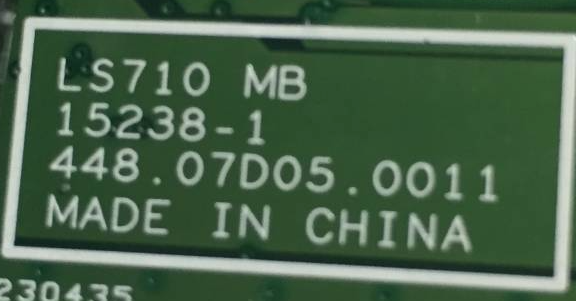 LS710 MB
15238-1
448.07D05.0011
MADE IN CHINA
230435